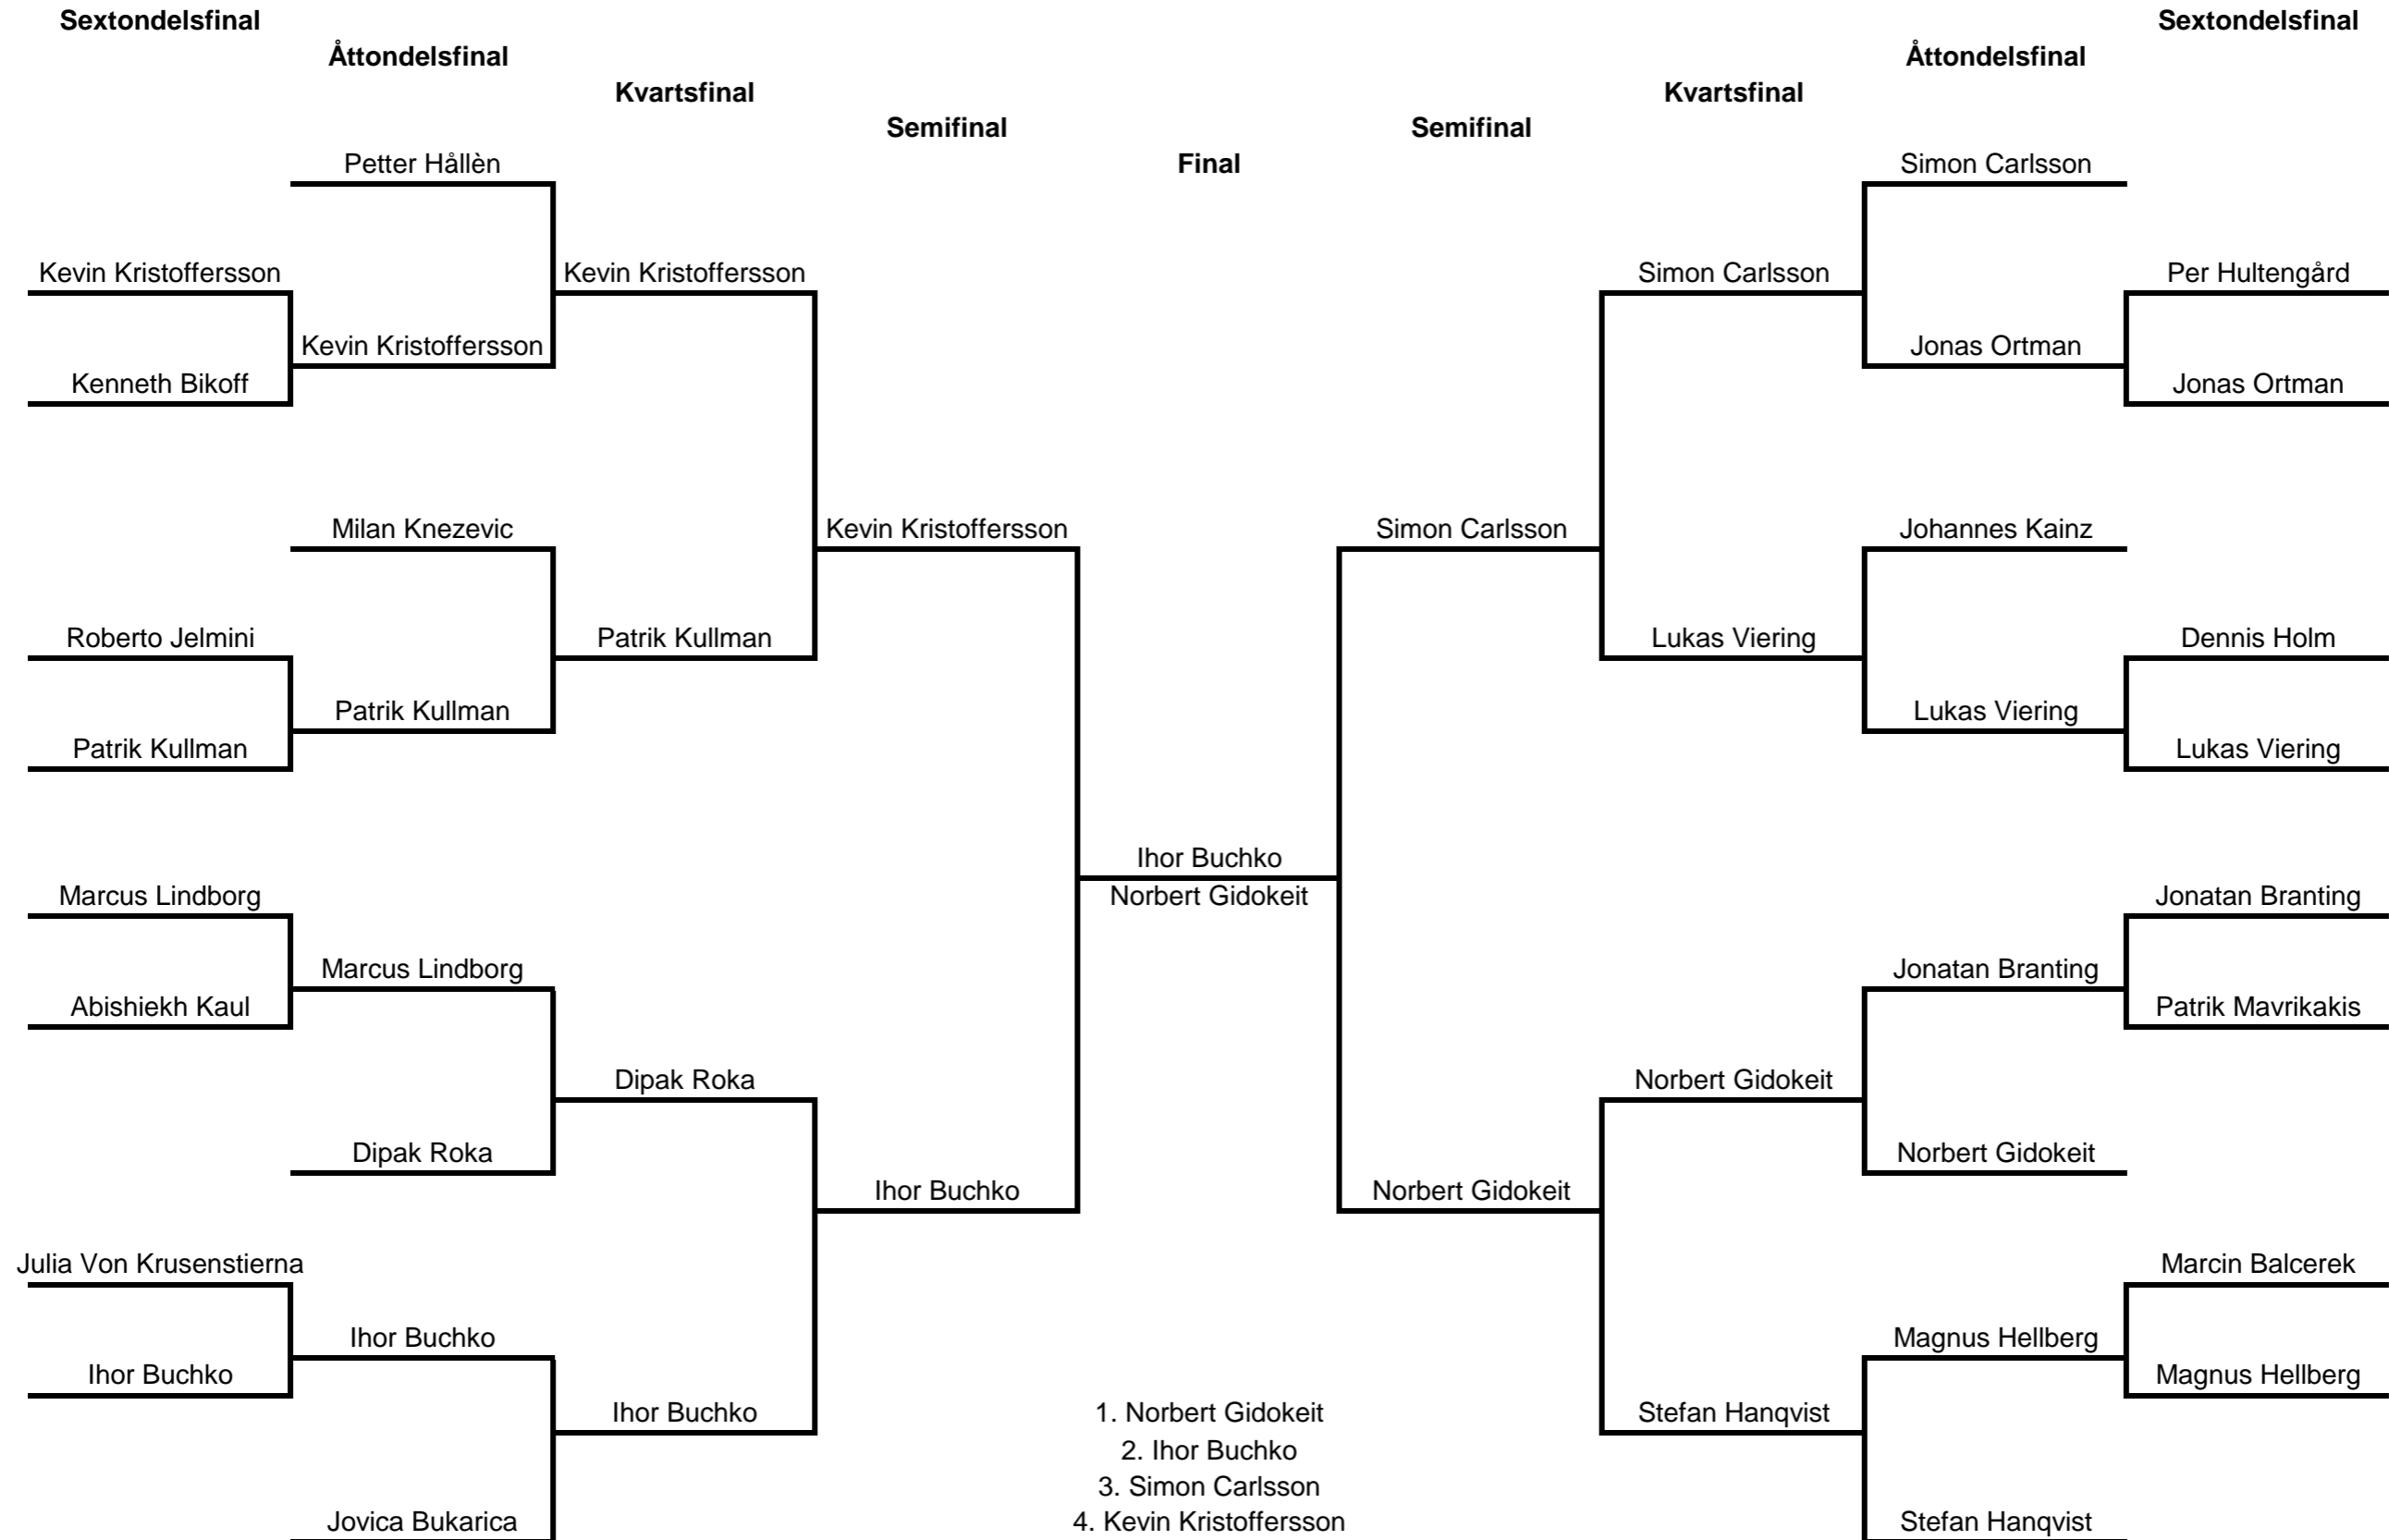 Sextondelsfinal
Sextondelsfinal
Åttondelsfinal
Åttondelsfinal
Kvartsfinal
Kvartsfinal
Semifinal
Semifinal
Petter Hållèn
Final
Simon Carlsson
Kevin Kristoffersson
Kevin Kristoffersson
Simon Carlsson
Per Hultengård
Kevin Kristoffersson
Jonas Ortman
Kenneth Bikoff
Jonas Ortman
Milan Knezevic
Kevin Kristoffersson
Simon Carlsson
Johannes Kainz
Roberto Jelmini
Patrik Kullman
Lukas Viering
Dennis Holm
Patrik Kullman
Lukas Viering
Patrik Kullman
Lukas Viering
Ihor Buchko
Norbert Gidokeit
Marcus Lindborg
Jonatan Branting
Marcus Lindborg
Jonatan Branting
Abishiekh Kaul
Patrik Mavrikakis
Dipak Roka
Norbert Gidokeit
Dipak Roka
Norbert Gidokeit
Ihor Buchko
Norbert Gidokeit
Julia Von Krusenstierna
Marcin Balcerek
Ihor Buchko
Magnus Hellberg
Ihor Buchko
Magnus Hellberg
Ihor Buchko
1. Norbert Gidokeit
Stefan Hanqvist
2. Ihor Buchko
3. Simon Carlsson
Jovica Bukarica
4. Kevin Kristoffersson
Stefan Hanqvist